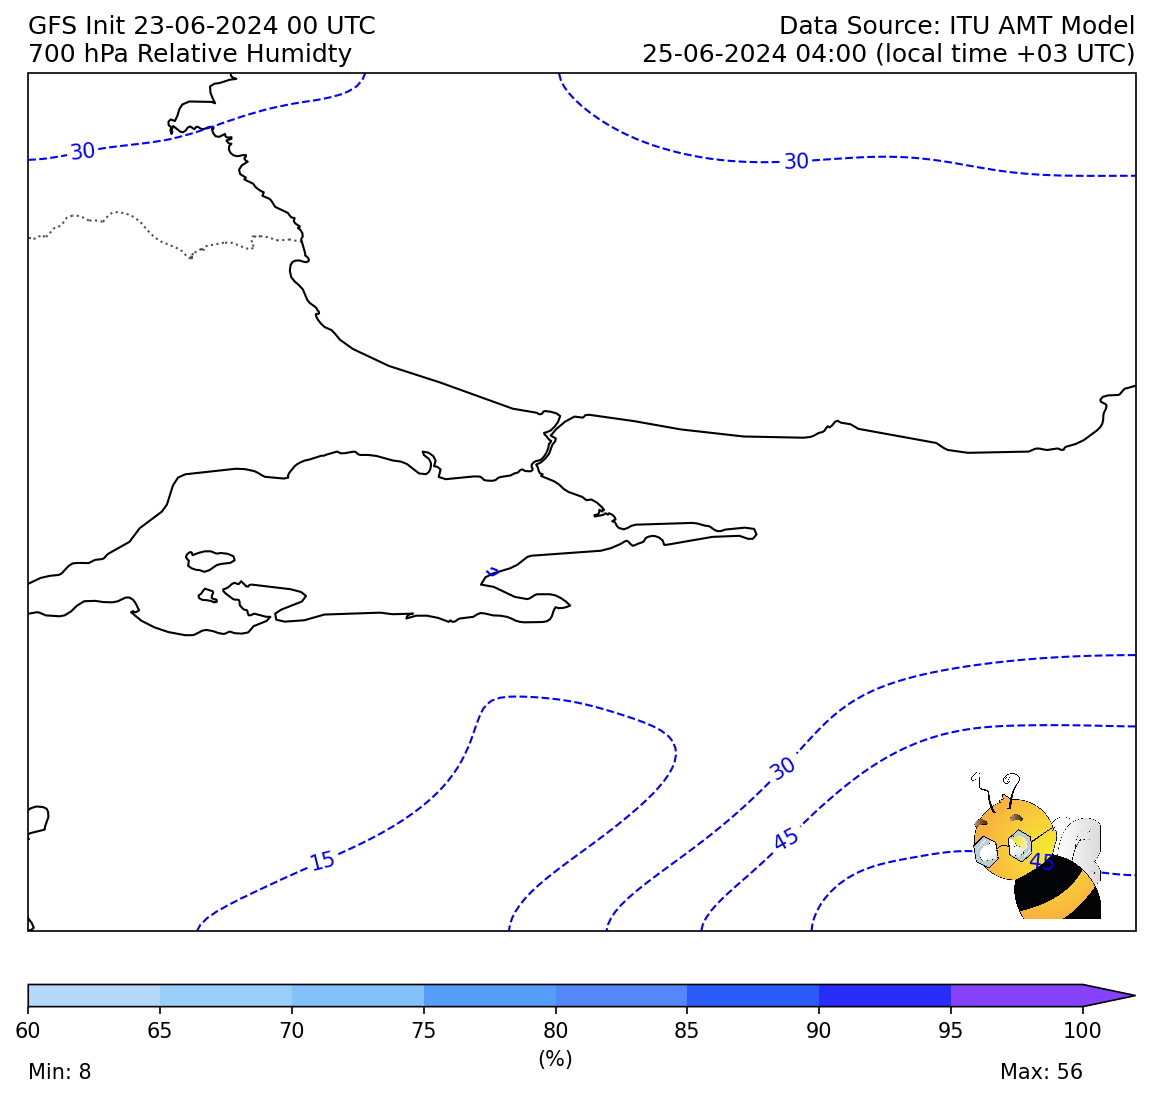 GFS Init 23-06-2024 00 UTC
Data Source: ITU AMT Model
700 hPa Relative Humidty
25-06-2024 04:00 (local time +03 UTC)
30
30
30
45
15
45
60 65 70 75 80 85 90 95 100
(%)
Min: 8
Max: 56